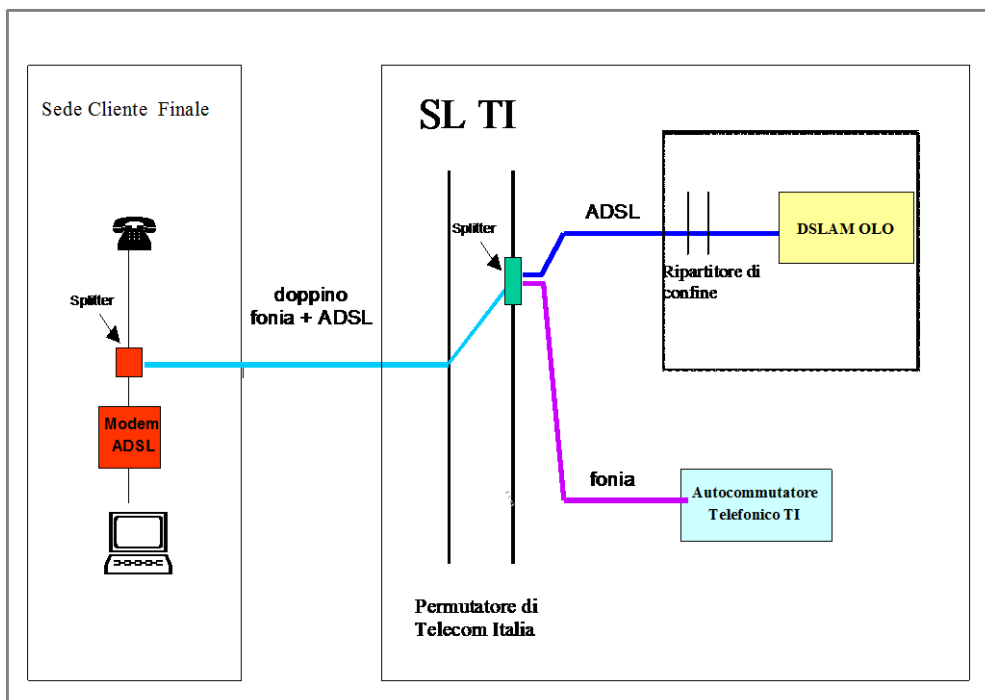 Sede Cliente Finale
SL TI
Splitter
ADSL
DSLAM OLO
Ripartitore di
confine
Splitter
doppino
fonia + ADSL
Modem
ADSL
fonia
Autocommutatore
Telefonico TI
Permutatore di
Telecom Italia